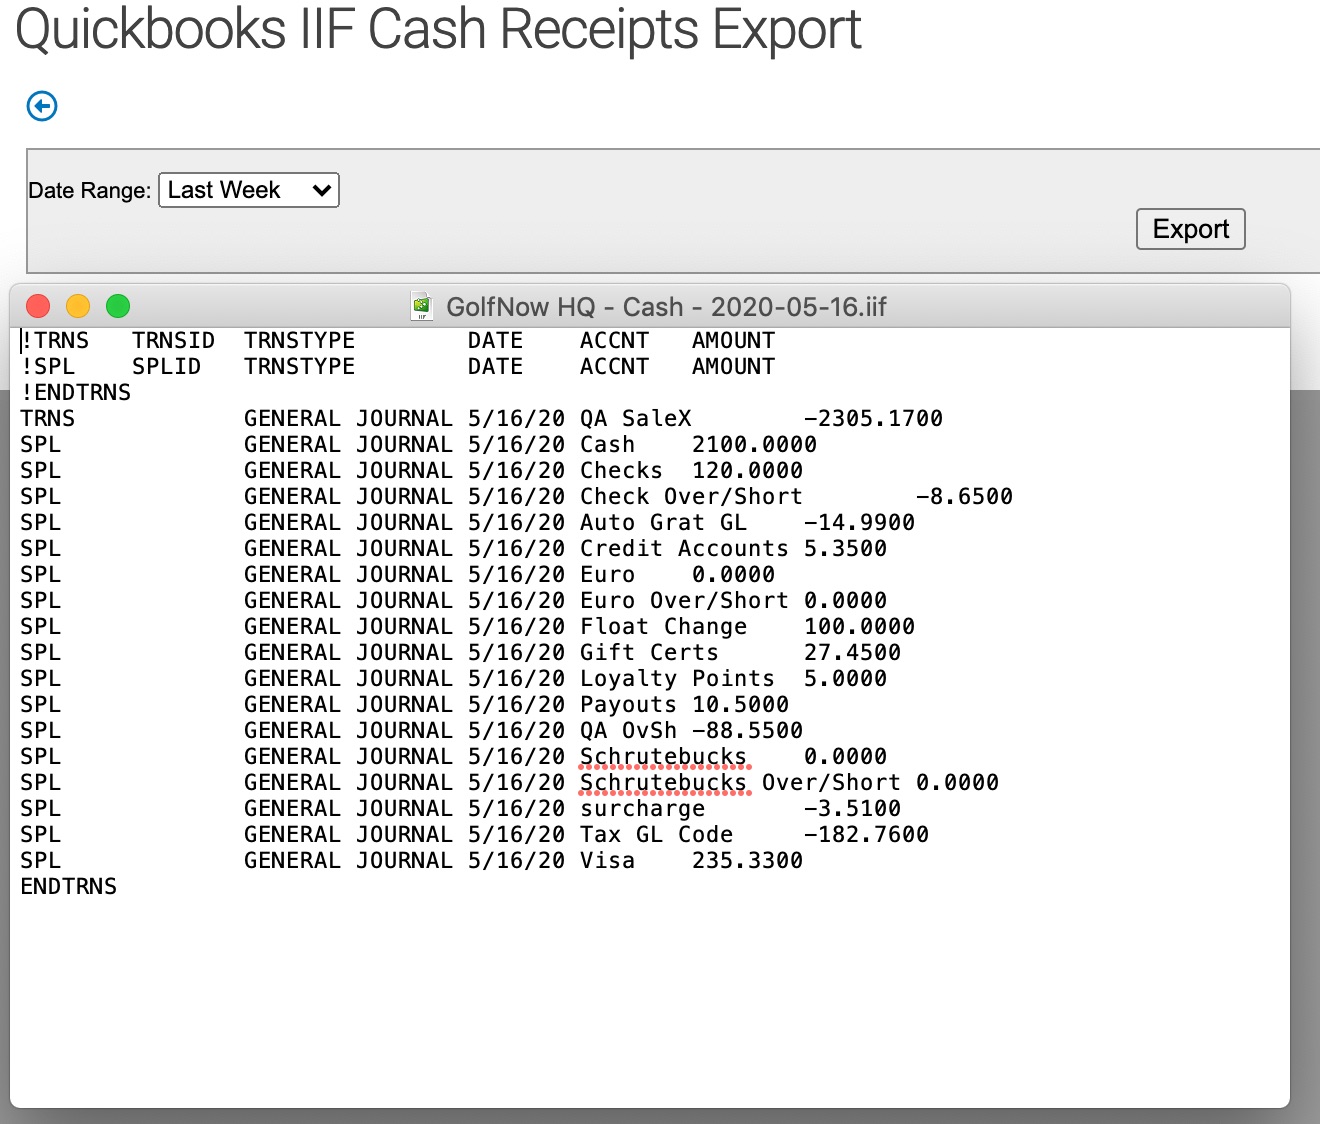 Quickbooks IIF Cash Receipts Export
Date Range: Last Week
Export
GolfNow HQ - Cash - 2020-05-16.iif
!TRNS TRNSID TRNSTYPE DATE ACCNT AMOUNT
!SPL SPLID TRNSTYPE DATE ACCNT AMOUNT
!ENDTRNS
TRNS GENERAL JOURNAL 5/16/20 QA SaleX -2305.1700
SPL GENERAL JOURNAL 5/16/20 Cash 2100.0000
SPL GENERAL JOURNAL 5/16/20 Checks 120.0000
SPL GENERAL JOURNAL 5/16/20 Check Over/Short -8.6500
SPL GENERAL JOURNAL 5/16/20 Auto Grat GL -14.9900
SPL GENERAL JOURNAL 5/16/20 Credit Accounts 5.3500
SPL GENERAL JOURNAL 5/16/20 Euro 0.0000
SPL GENERAL JOURNAL 5/16/20 Euro Over/Short 0.0000
SPL GENERAL JOURNAL 5/16/20 Float Change 100.0000
SPL GENERAL JOURNAL 5/16/20 Gift Certs 27.4500
SPL GENERAL JOURNAL 5/16/20 Loyalty Points 5.0000
SPL GENERAL JOURNAL 5/16/20 Payouts 10.5000
SPL GENERAL JOURNAL 5/16/20 QA OvSh -88.5500
SPL GENERAL JOURNAL 5/16/20 Schrutebucks 0.0000
SPL GENERAL JOURNAL 5/16/20 Schrutebucks Over/Short 0.0000
SPL GENERAL JOURNAL 5/16/20 surcharge -3.5100
SPL GENERAL JOURNAL 5/16/20 Tax GL Code -182.7600
SPL GENERAL JOURNAL 5/16/20 Visa 235.3300
ENDTRNS